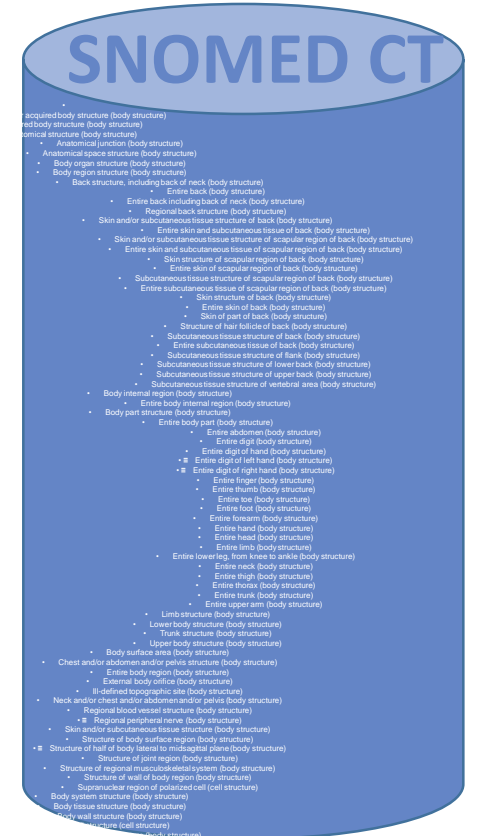 SNOMED CT
•
r acquired body structure (body structure)
red body structure (body structure)
tomical structure (body structure)
• Anatomical junction (body structure)
• Anatomical space structure (body structure)
• Body organ structure (body structure)
• Body region structure (body structure)
• Back structure, including back of neck (body structure)
• Entire back (body structure)
• Entire back including back of neck (body structure)
• Regional back structure (body structure)
• Skin and/or subcutaneous tissue structure of back (body structure)
• Entire skin and subcutaneous tissue of back (body structure)
• Skin and/or subcutaneous tissue structure of scapular region of back (body structure)
• Entire skin and subcutaneous tissue of scapular region of back (body structure)
• Skin structure of scapular region of back (body structure)
• Entire skin of scapular region of back (body structure)
• Subcutaneous tissue structure of scapular region of back (body structure)
• Entire subcutaneous tissue of scapular region of back (body structure)
• Skin structure of back (body structure)
• Entire skin of back (body structure)
• Skin of part of back (body structure)
• Structure of hair follicle of back (body structure)
• Subcutaneous tissue structure of back (body structure)
• Entire subcutaneous tissue of back (body structure)
• Subcutaneous tissue structure of flank (body structure)
• Subcutaneous tissue structure of lower back (body structure)
• Subcutaneous tissue structure of upper back (body structure)
• Subcutaneous tissue structure of vertebral area (body structure)
• Body internal region (body structure)
• Entire body internal region (body structure)
• Body part structure (body structure)
• Entire body part (body structure)
• Entire abdomen (body structure)
• Entire digit (body structure)
• Entire digit of hand (body structure)
• ≡ Entire digit of left hand (body structure)
• ≡ Entire digit of right hand (body structure)
• Entire finger (body structure)
• Entire thumb (body structure)
• Entire toe (body structure)
• Entire foot (body structure)
• Entire forearm (body structure)
• Entire hand (body structure)
• Entire head (body structure)
• Entire limb (body structure)
• Entire lower leg, from knee to ankle (body structure)
• Entire neck (body structure)
• Entire thigh (body structure)
• Entire thorax (body structure)
• Entire trunk (body structure)
• Entire upper arm (body structure)
• Limb structure (body structure)
• Lower body structure (body structure)
• Trunk structure (body structure)
• Upper body structure (body structure)
• Body surface area (body structure)
• Chest and/or abdomen and/or pelvis structure (body structure)
• Entire body region (body structure)
• External body orifice (body structure)
• Ill-defined topographic site (body structure)
• Neck and/or chest and/or abdomen and/or pelvis (body structure)
• Regional blood vessel structure (body structure)
• ≡ Regional peripheral nerve (body structure)
• Skin and/or subcutaneous tissue structure (body structure)
• Structure of body surface region (body structure)
• ≡ Structure of half of body lateral to midsagittal plane (body structure)
• Structure of joint region (body structure)
• Structure of regional musculoskeletal system (body structure)
• Structure of wall of body region (body structure)
• Supranuclear region of polarized cell (cell structure)
• Body system structure (body structure)
Body tissue structure (body structure)
Body wall structure (body structure)
structure (cell structure)
(body structure)